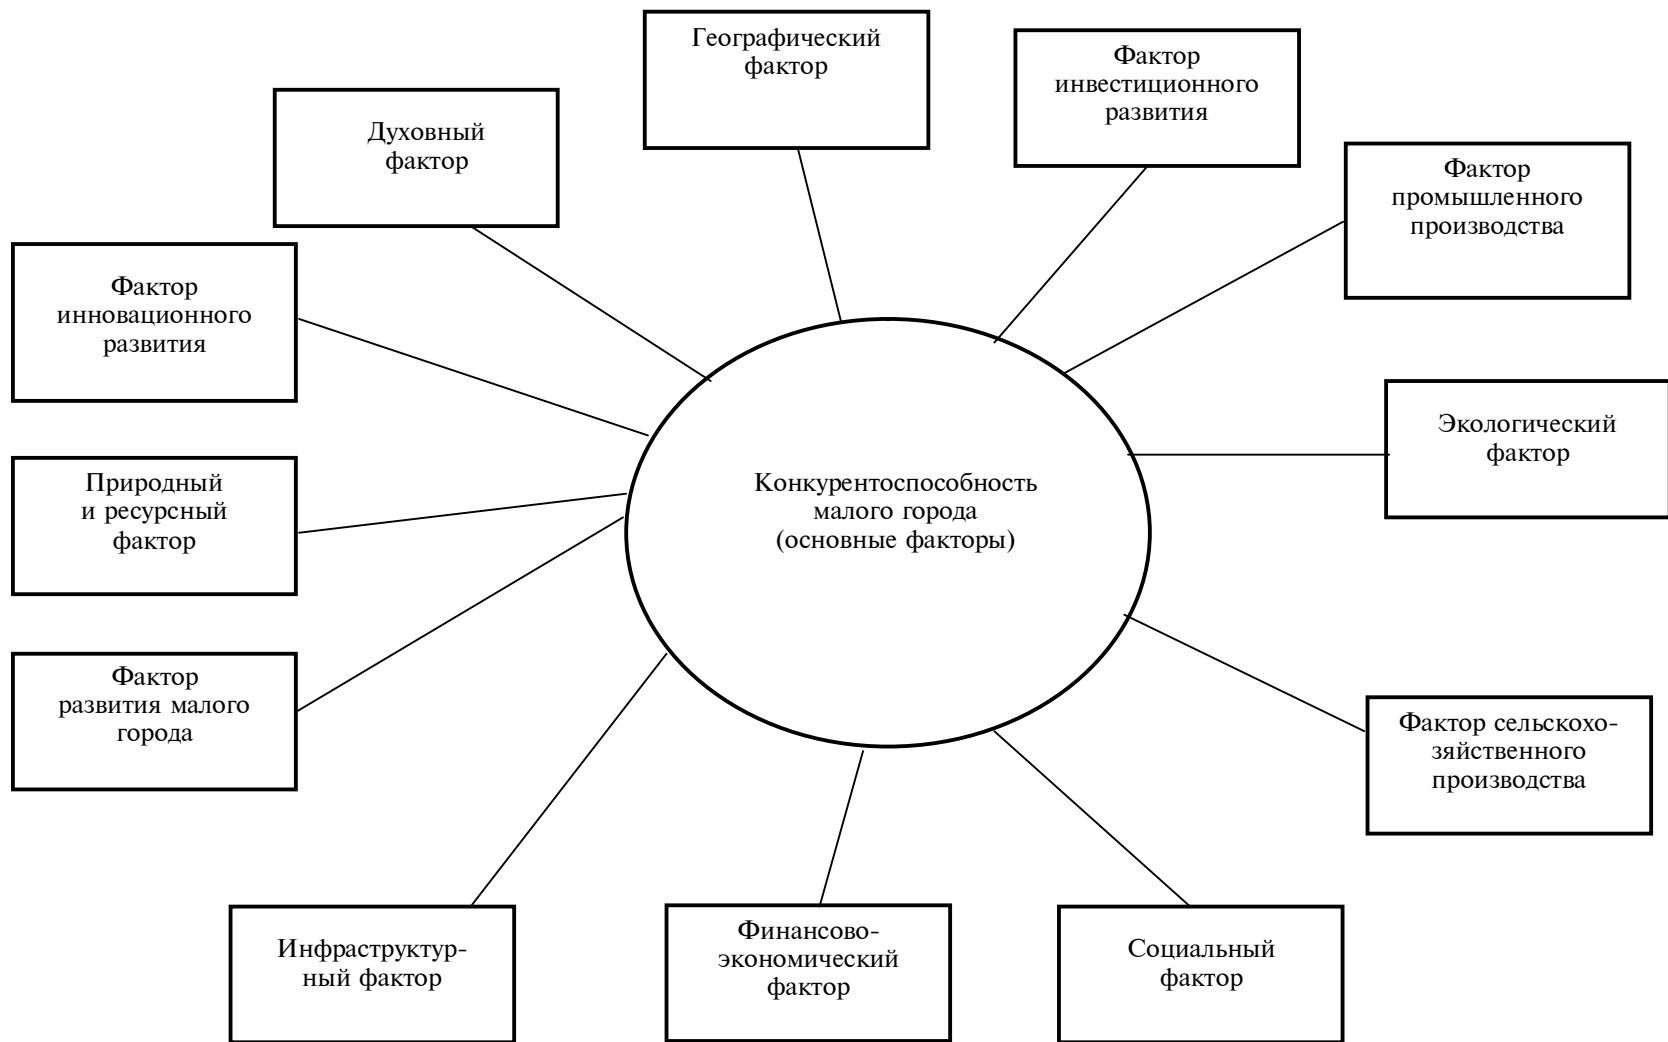 Географический
фактор
Фактор
инвестиционного
развития
Духовный
фактор
Фактор
промышленного
производства
Фактор
инновационного
развития
Экологический
фактор
Природный
и ресурсный
фактор
Конкурентоспособность
малого города
(основные факторы)
Фактор
развития малого
города
Фактор сельскохо-
зяйственного
производства
Инфраструктур-
ный фактор
Финансово-
экономический
фактор
Социальный
фактор